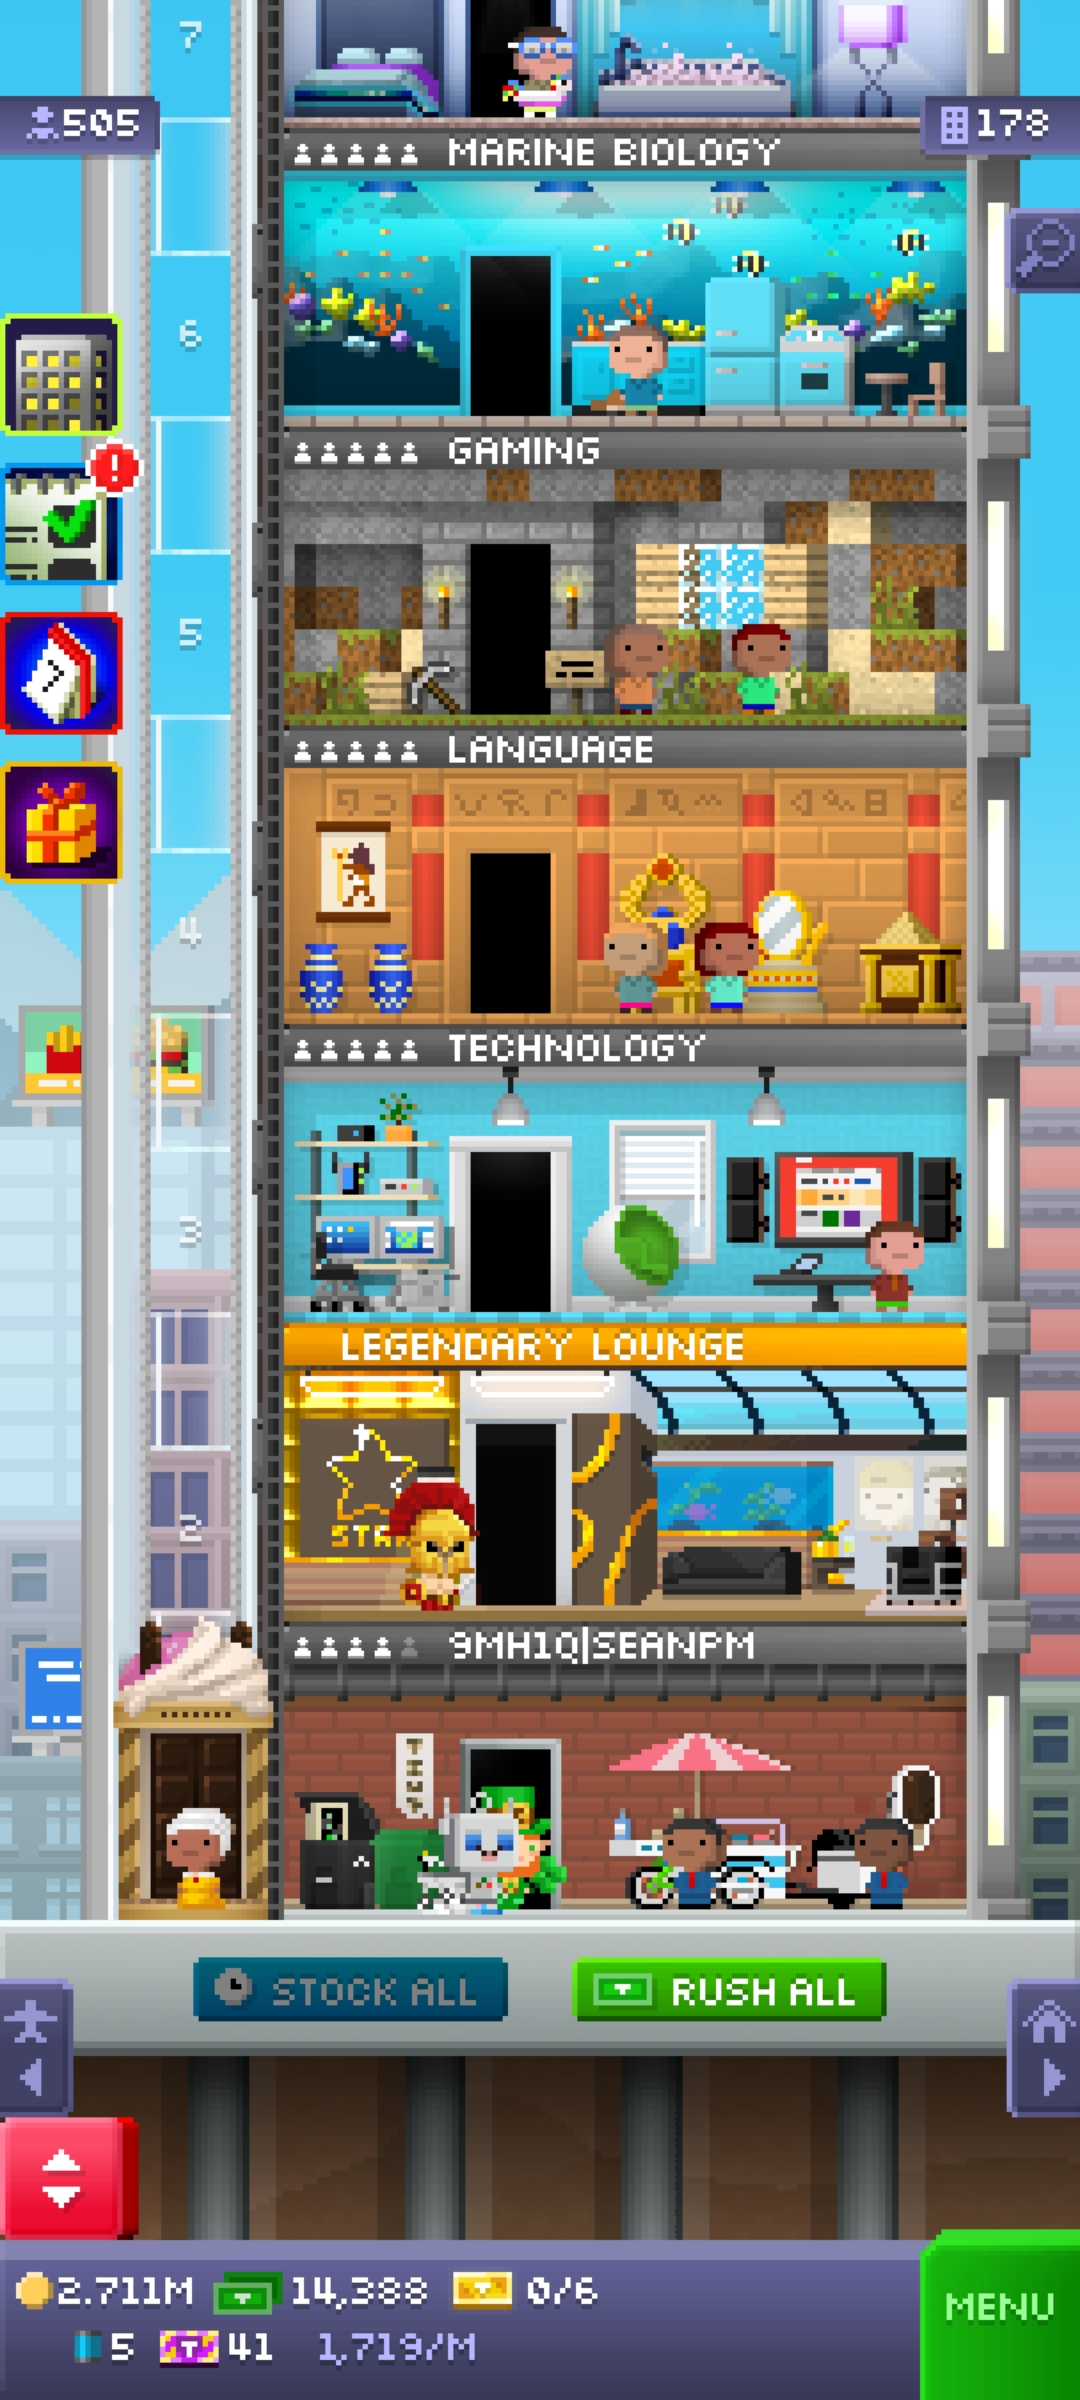 7
505
178
MARINE BIOLOGY
6
GAMING
5
LANGUAGE
4
TECHNOLOGY
3
LEGENDARY LOUNGE
2
9MH1Q|SEANPM
STOCK ALL
RUSH ALL
2.711M
14,388
0/6
MENU
5
41
1,719/M